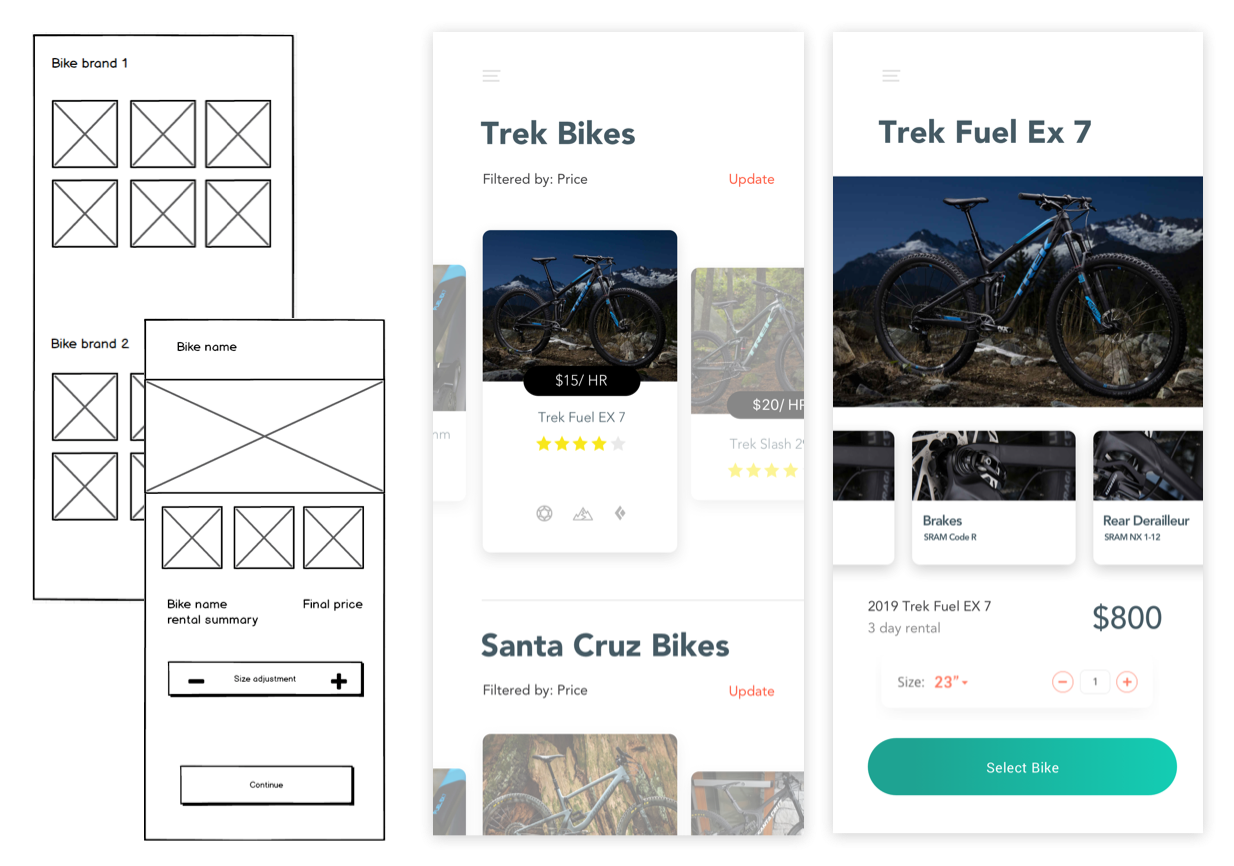 Bike brand 1
Bike brand 2
Bike name
Bike name
rental summary
Final price
Size adjustment
Continue
Trek Bikes
Filtered by: Price
Update
$15/ HR
Trek Fuel EX 7
$20/ HR
Trek Slash
Santa Cruz Bikes
Filtered by: Price
Update
Trek Fuel Ex 7
TREK
Brakes
SRAM Code R
Rear Derailleur
SRAM NX 1-12
2019 Trek Fuel EX 7
3 day rental
$800
Size: 23”
1
Select Bike